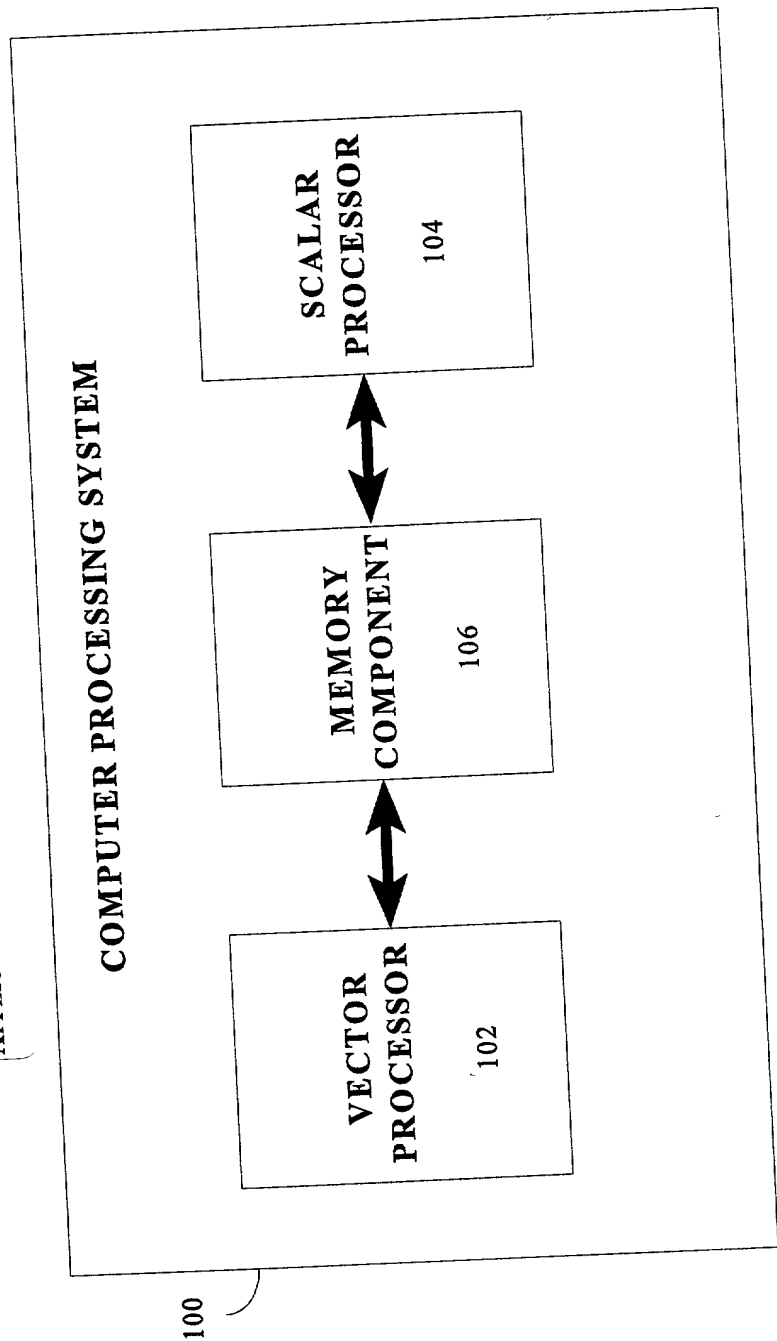 COMPUTER PROCESSING SYSTEM
VECTOR
PROCESSOR
102
MEMORY
COMPONENT
106
SCALAR
PROCESSOR
104
100